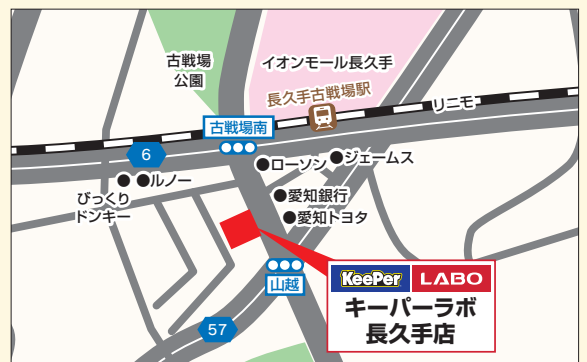 古戦場
公園
イオンモール長久手
長久手古戦場駅
リニモ
古戦場南
6
●ローソン
●ジェームス
● ●ルノー
びっくり
ドンキー
●愛知銀行
●愛知トヨタ
山越
57
KeePer LABO
キーパーラボ
長久手店